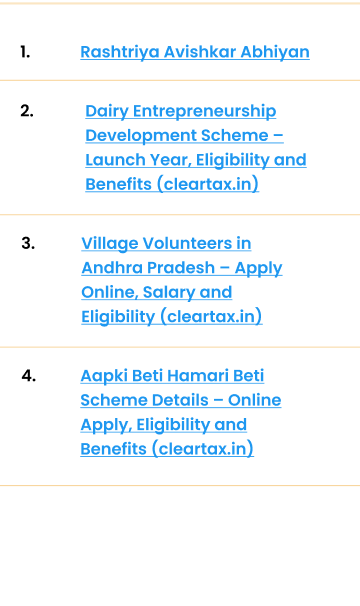 1. Rashtriya Avishkar Abhiyan
2. Dairy Entrepreneurship
Development Scheme –
Launch Year, Eligibility and
Benefits (cleartax.in)
3. Village Volunteers in
Andhra Pradesh – Apply
Online, Salary and
Eligibility (cleartax.in)
4. Aapki Beti Hamari Beti
Scheme Details – Online
Apply, Eligibility and
Benefits (cleartax.in)